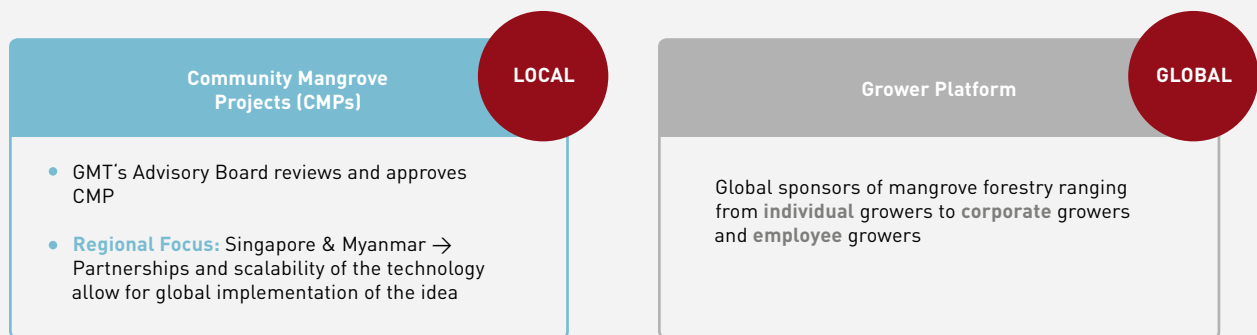 Community Mangrove
Projects (CMPs)
LOCAL
• GMT's Advisory Board reviews and approves
CMP
• Regional Focus: Singapore & Myanmar →
Partnerships and scalability of the technology
allow for global implementation of the idea
Grower Platform
GLOBAL
Global sponsors of mangrove forestry ranging
from individual growers to corporate growers
and employee growers